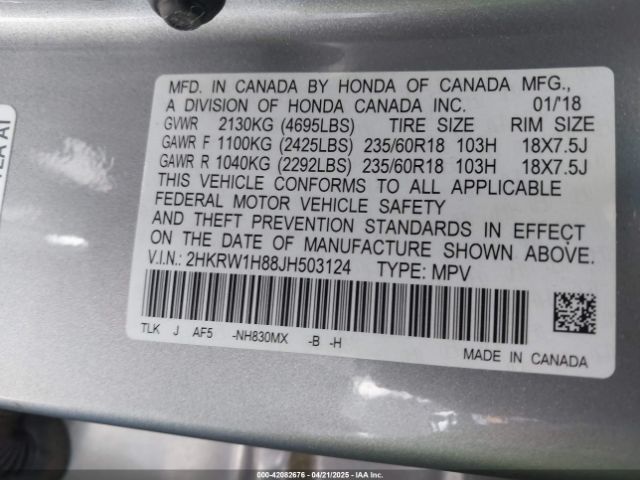 MFD. IN CANADA BY HONDA OF CANADA MFG.,
A DIVISION OF HONDA CANADA INC. 01/'18
GVWR 2130KG (4695LBS) TIRE SIZE RIM SIZE
GAWR F 1100KG (2425LBS) 235/60R18 103H 18X7.5J
GAWR R 1040KG (2292LBS) 235/60R18 103H 18X7.5J
THIS VEHICLE CONFORMS TO ALL APPLICABLE
FEDERAL MOTOR VEHICLE SAFETY
AND THEFT PREVENTION STANDARDS IN EFFECT
ON THE DATE OF MANUFACTURE SHOWN ABOVE.
V.I.N.: 2HKRW1H88JH503124 TYPE: MPV
TLK J AF5 -NH830MX -B -H
MADE IN CANADA
000-42082676 - 04/21/2025 - IAA Inc.